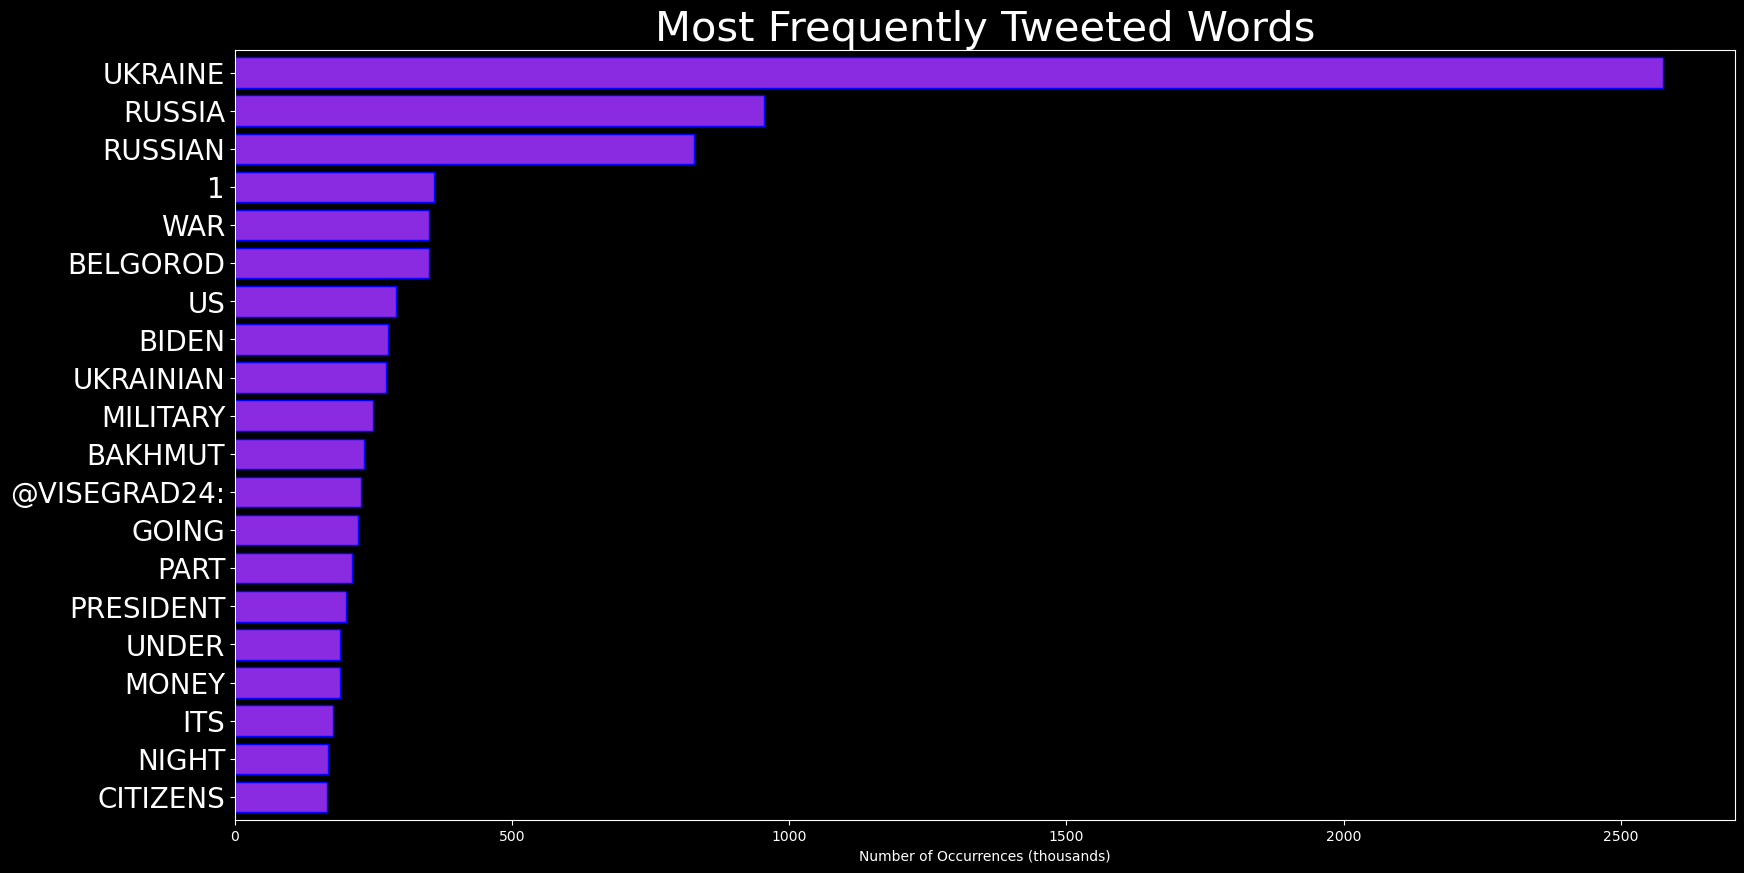 Most Frequently Tweeted Words
UKRAINE
RUSSIA
RUSSIAN
1
WAR
BELGOROD
US
BIDEN
UKRAINIAN
MILITARY
BAKHMUT
@VISEGRAD24:
GOING
PART
PRESIDENT
UNDER
MONEY
ITS
NIGHT
CITIZENS
0 500 1000 1500 2000 2500
Number of Occurrences (thousands)